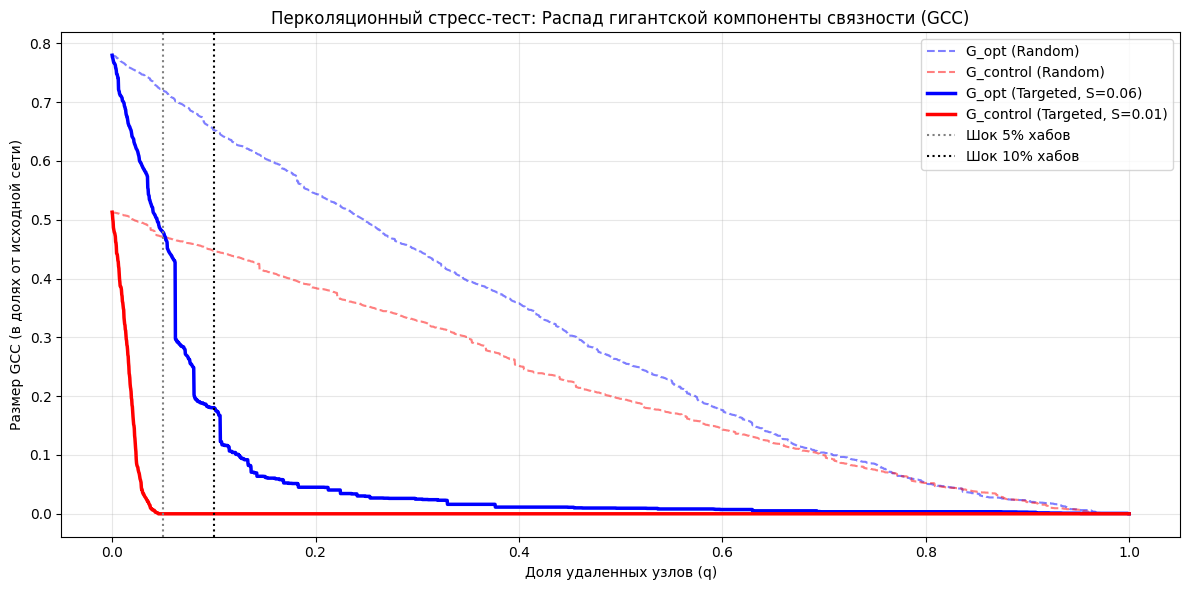 Перколяционный стресс-тест: Распад гигантской компоненты связности (GCC)
Размер GCC (в долях от исходной сети)
0.8
0.7
0.6
0.5
0.4
0.3
0.2
0.1
0.0
G_opt (Random)
G_control (Random)
G_opt (Targeted, S=0.06)
G_control (Targeted, S=0.01)
Шок 5% хабов
Шок 10% хабов
0.0 0.2 0.4 0.6 0.8 1.0
Доля удаленных узлов (q)